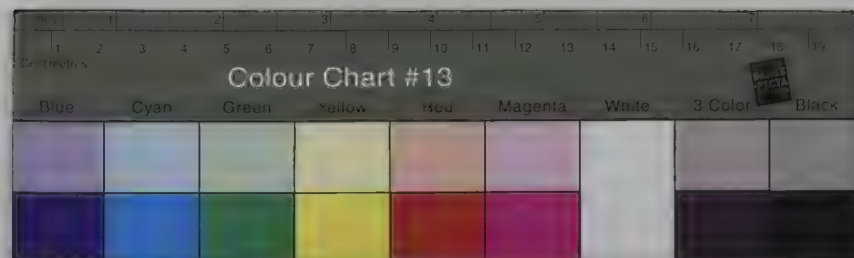 1 2 3 4 5 6 7
1 2 3 4 5 6 7 8 9 10 11 12 13 14 15 16 17 18 19
Centimetres
Colour Chart #13
Blue Cyan Green Yellow Red Magenta White 3 Color Black